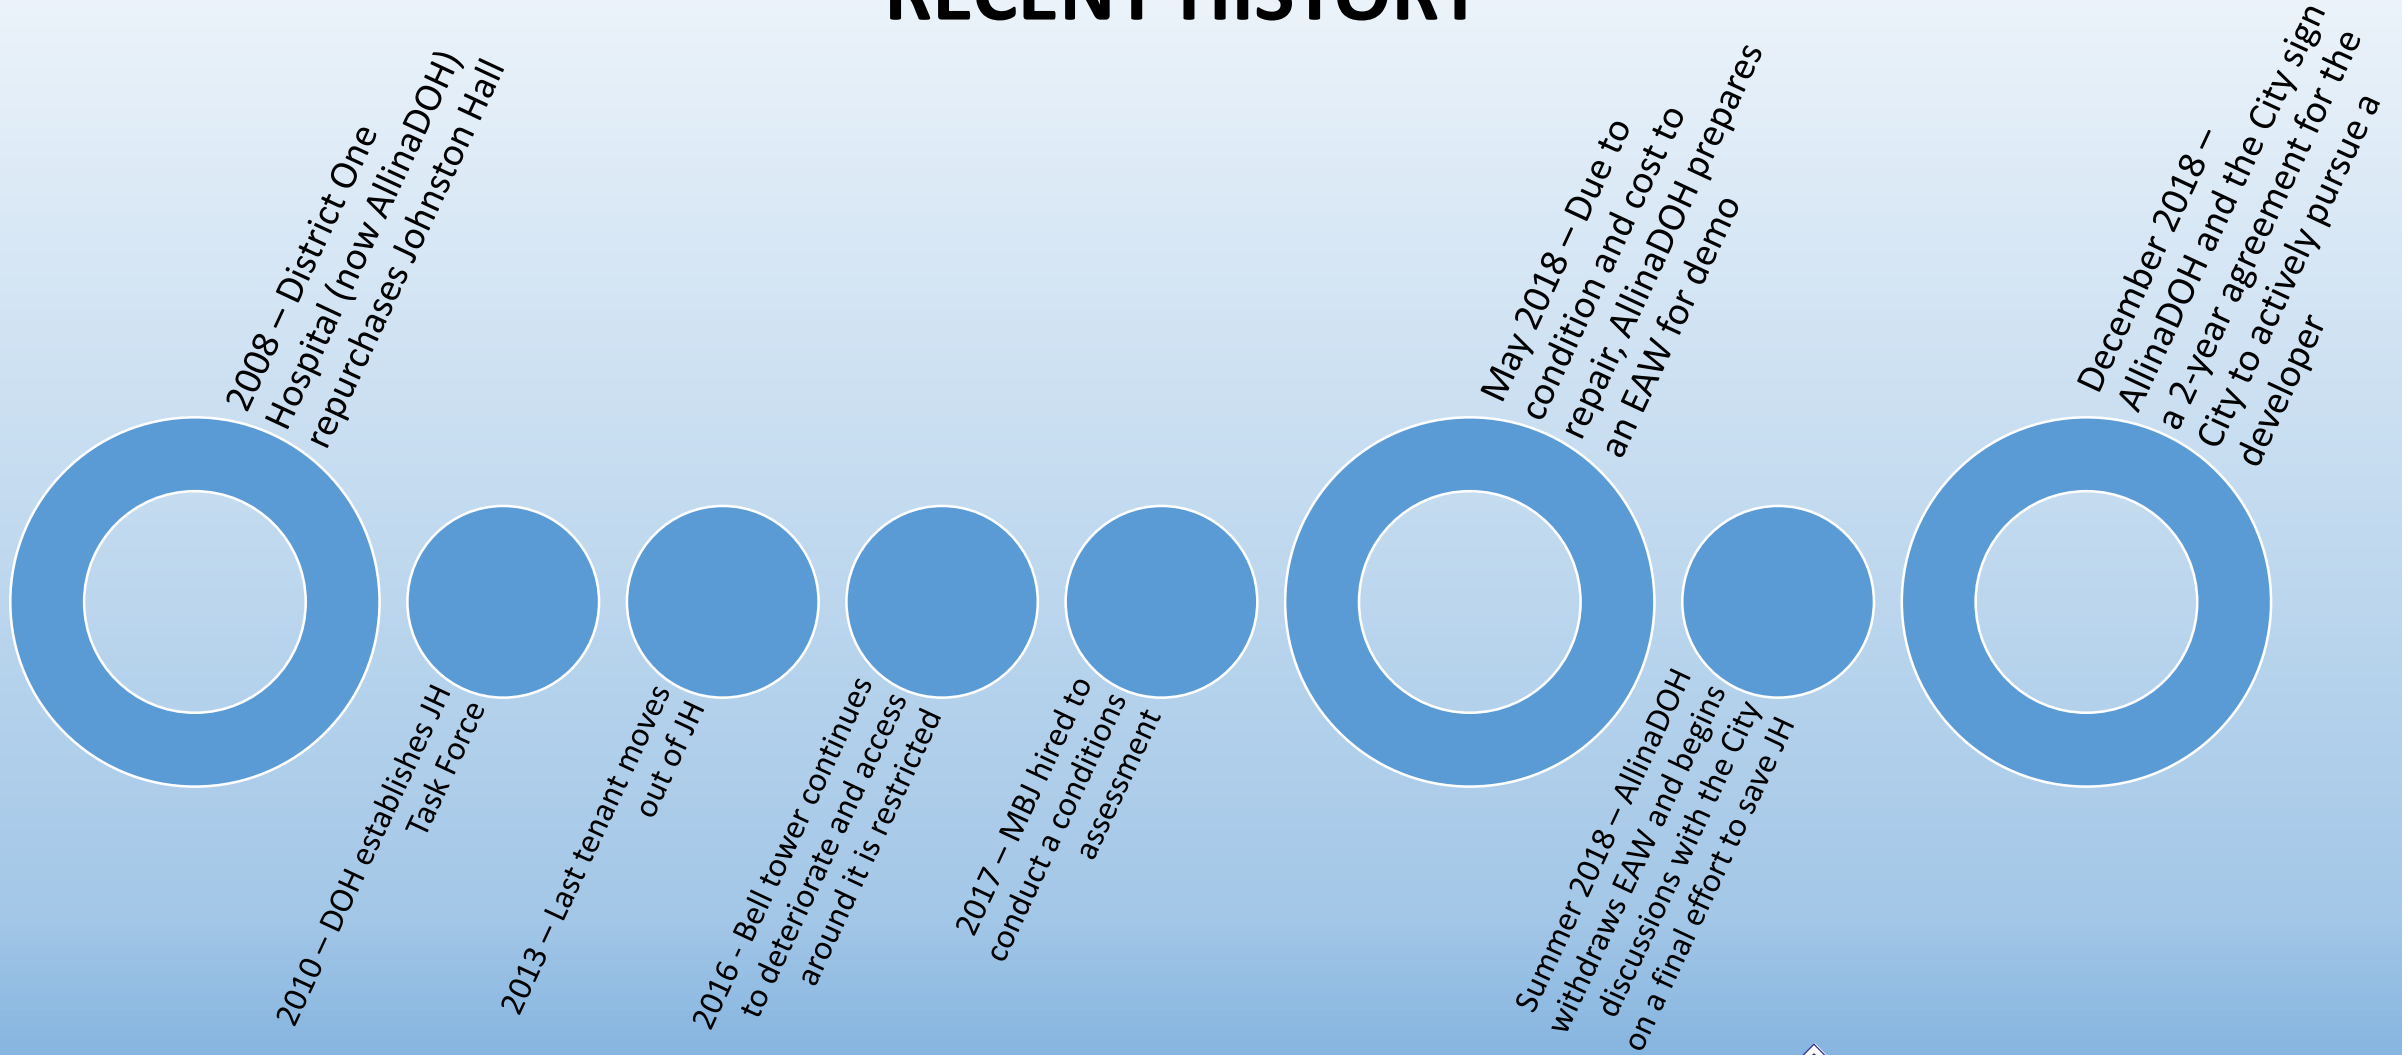 RECENT HISTORY
2008 – District One
Hospital (now AllinaDOH)
repurchases Johnston Hall
2010 – DOH establishes JH
Task Force
2013 – Last tenant moves
out of JH
2016 - Bell tower continues
to deteriorate and access
around it is restricted
2017 – MBJ hired to
conduct a conditions
assessment
May 2018 – Due to
condition and cost to
repair, AllinaDOH prepares
an EAW for demo
Summer 2018 – AllinaDOH
withdraws EAW and begins
discussions with the City
on a final effort to save JH
December 2018 –
AllinaDOH and the City sign
a 2-year agreement for the
City to actively pursue a
developer